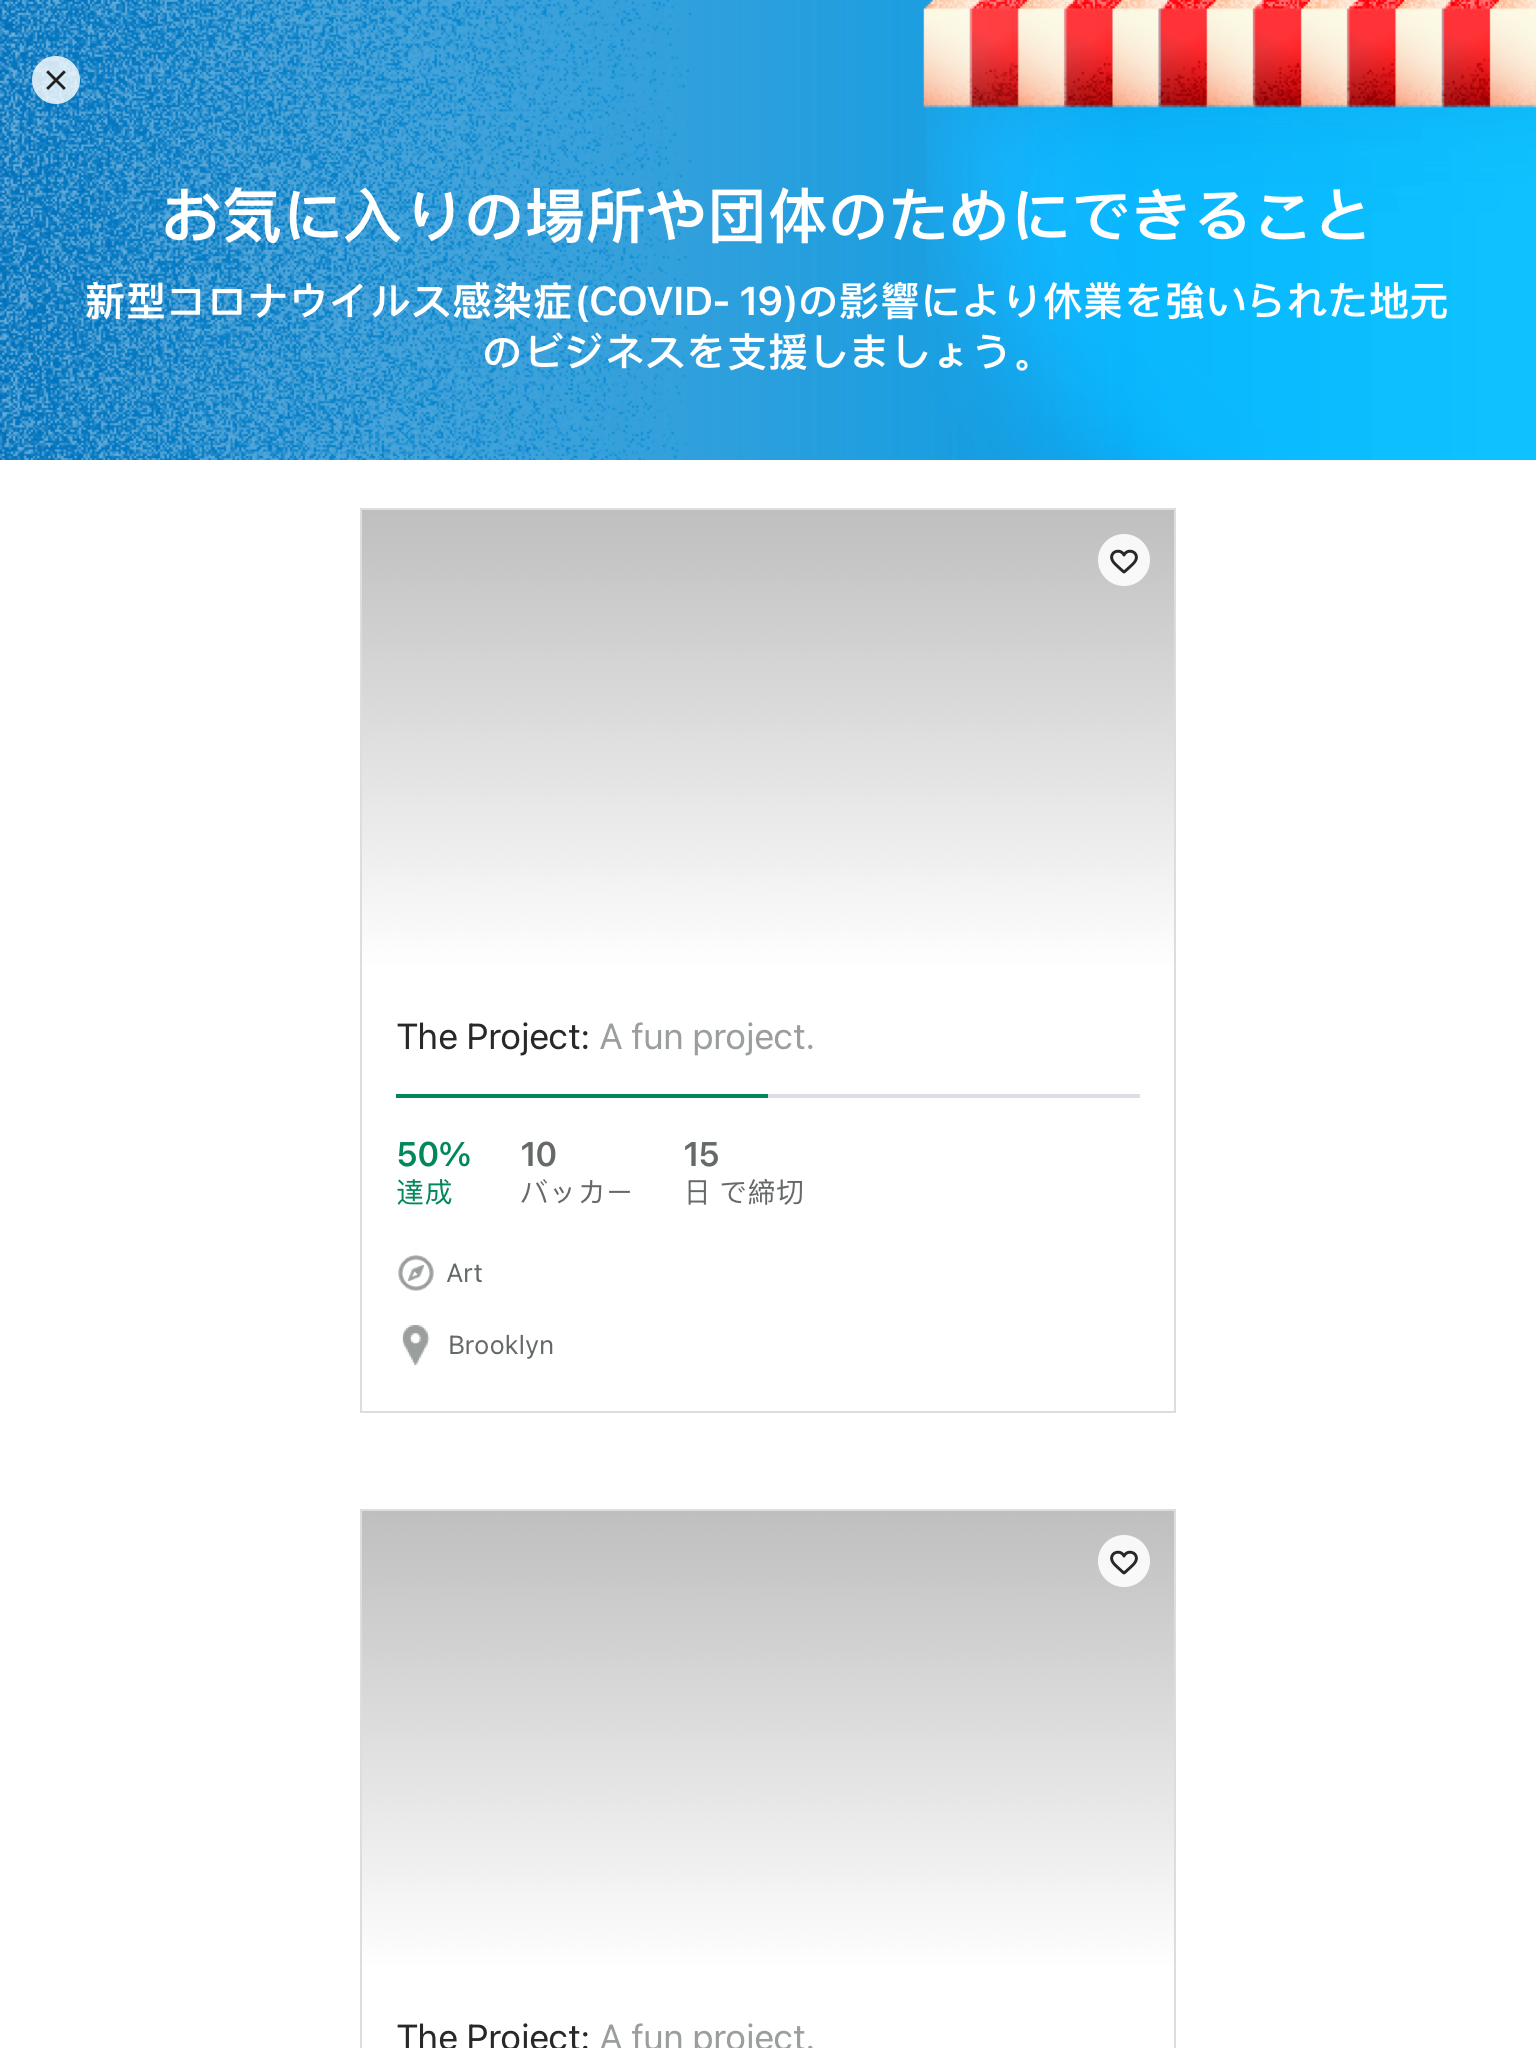 お気に入りの場所や団体のためにできること
新型コロナウイルス感染症(COVID- 19)の影響により休業を強いられた地元
のビジネスを支援しましょう。
The Project: A fun project.
50% 10 15
達成 バッカー 日 で締切
Art
Brooklyn
The Project: A fun project.